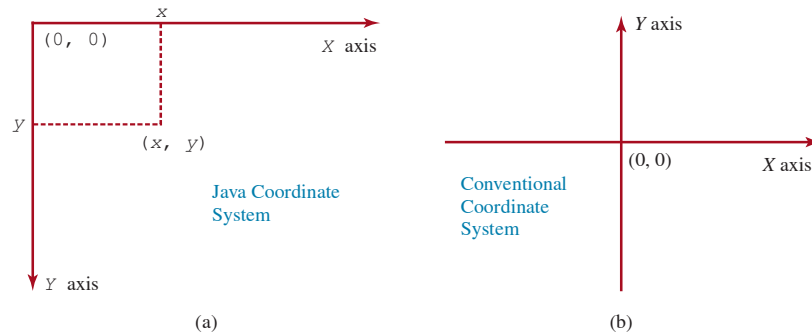 x
(0, 0)
X axis
y
(x, y)
Java Coordinate
System
Y axis
(a)
Y axis
(0, 0)
X axis
Conventional
Coordinate
System
(b)